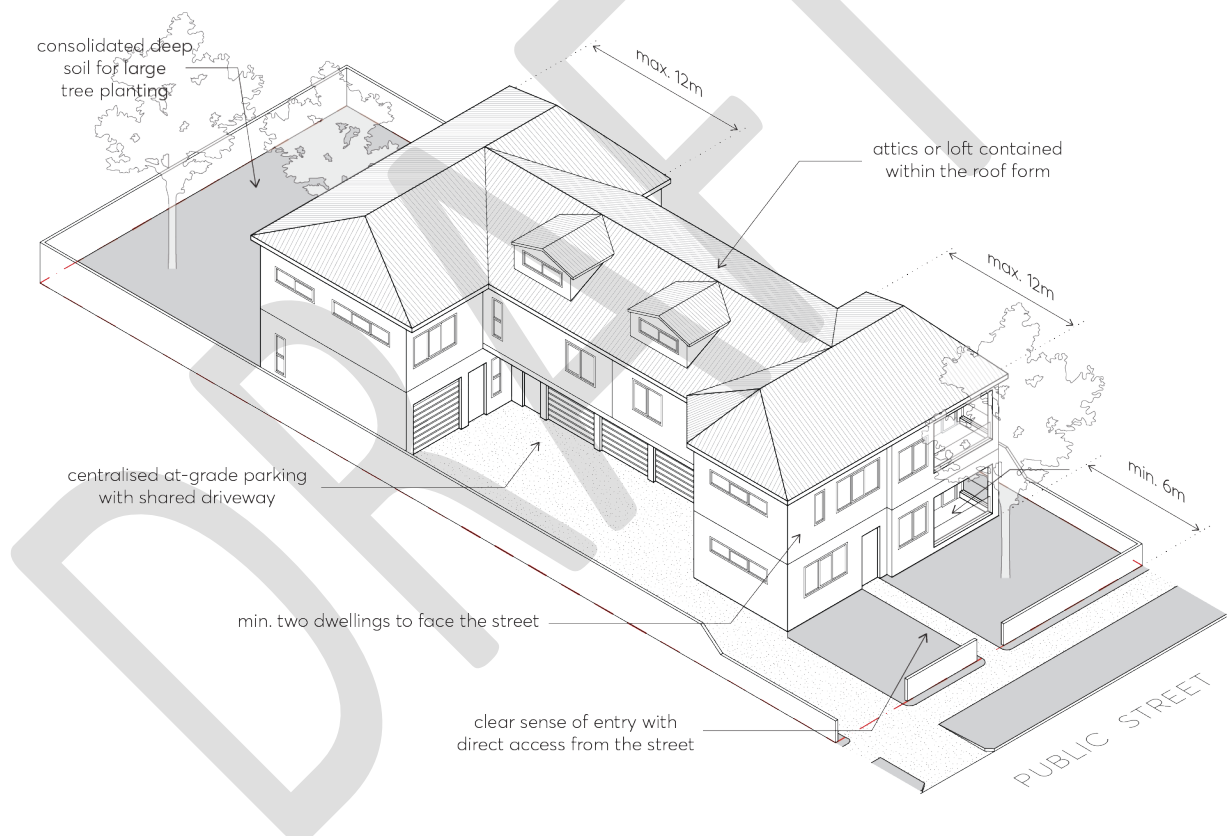 consolidated deep
soil for large
tree planting
max. 12m
attics or loft contained
within the roof form
max. 12m
min. 6m
centralised at-grade parking
with shared driveway
min. two dwellings to face the street
clear sense of entry with
direct access from the street
PUBLIC STREET
DRAFT